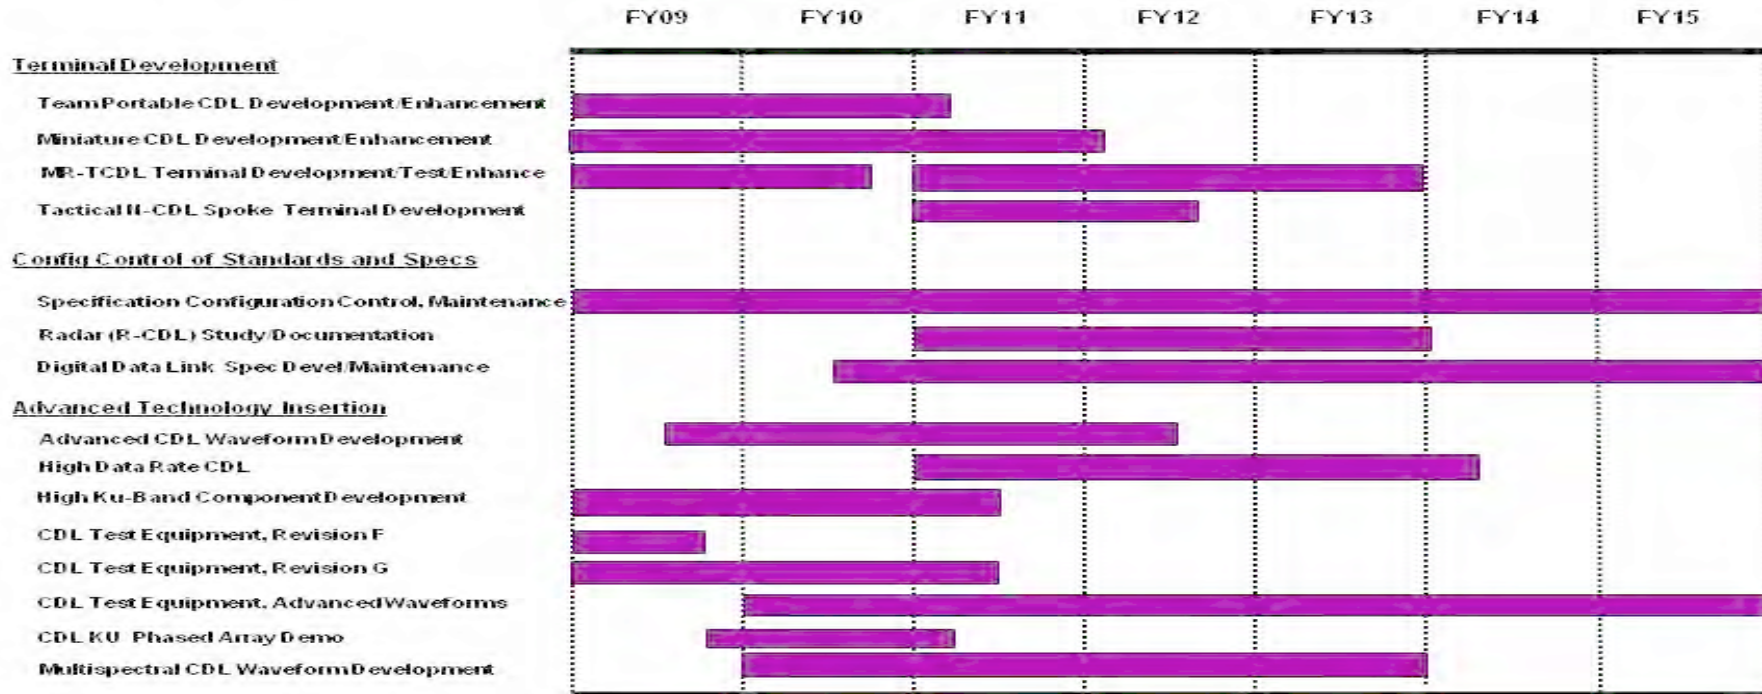 FY09 FY10 FY11 FY12 FY13 FY14 FY15
Terminal Development
Team Portable CDL Development/Enhancement
Miniature CDL Development/Enhancement
MR-TCDL Terminal Development/Test/Enhance
Tactical N-CDL Spoke Terminal Development
Config Control of Standards and Specs
Specification Configuration Control, Maintenance
Radar (R-CDL) Study/Documentation
Digital Data Link Spec Devel/Maintenance
Advanced Technology Insertion
Advanced CDL Waveform Development
High Data Rate CDL
High Ku-Band Component Development
CDL Test Equipment, Revision F
CDL Test Equipment, Revision G
CDL Test Equipment, Advanced Waveforms
CDL KU Phased Array Demo
Multispectral CDL Waveform Development